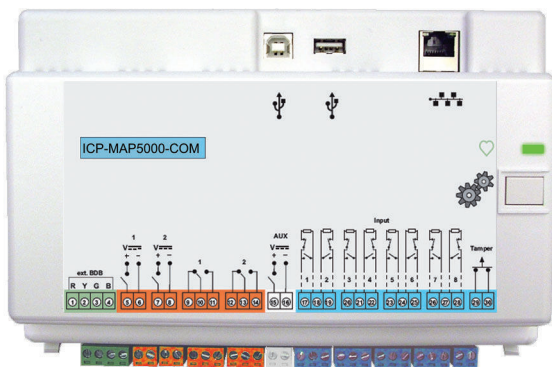 ICP-MAP5000-COM
Input
1 2 AUX
V V V Tamper
+ - + - + -
ext. BDB 1 2
R Y G B 1 2 3 4 5 6 7 8
1 2 3 4 5 6 7 8 9 10 11 12 13 14 15 16 17 18 19 20 21 22 23 24 25 26 27 28 29 30